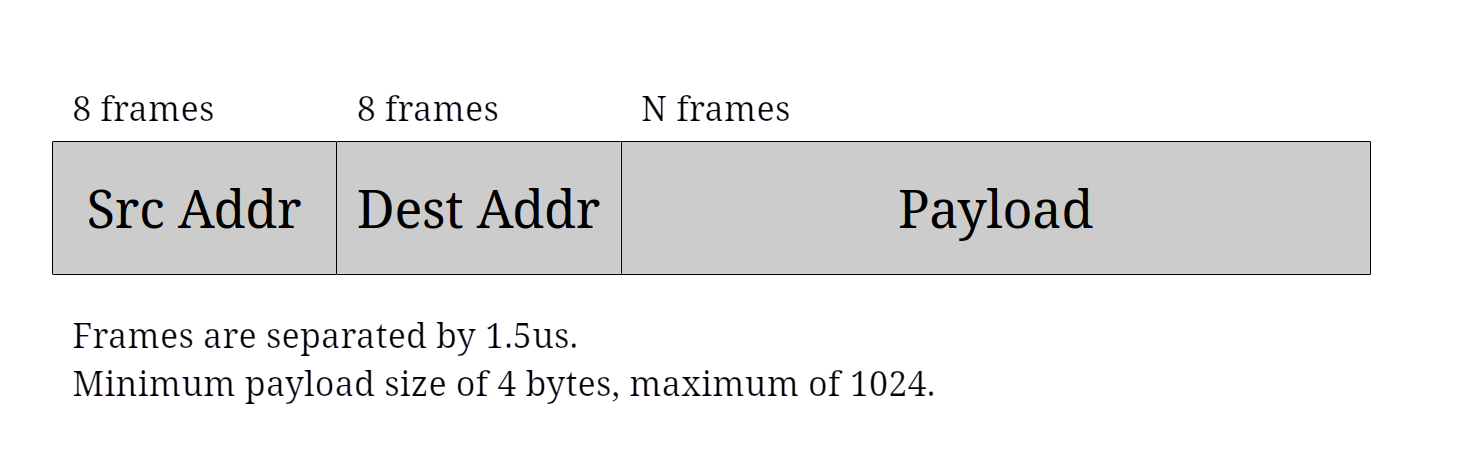 8 frames 8 frames N frames
Src Addr Dest Addr Payload
Frames are separated by 1.5us.
Minimum payload size of 4 bytes, maximum of 1024.